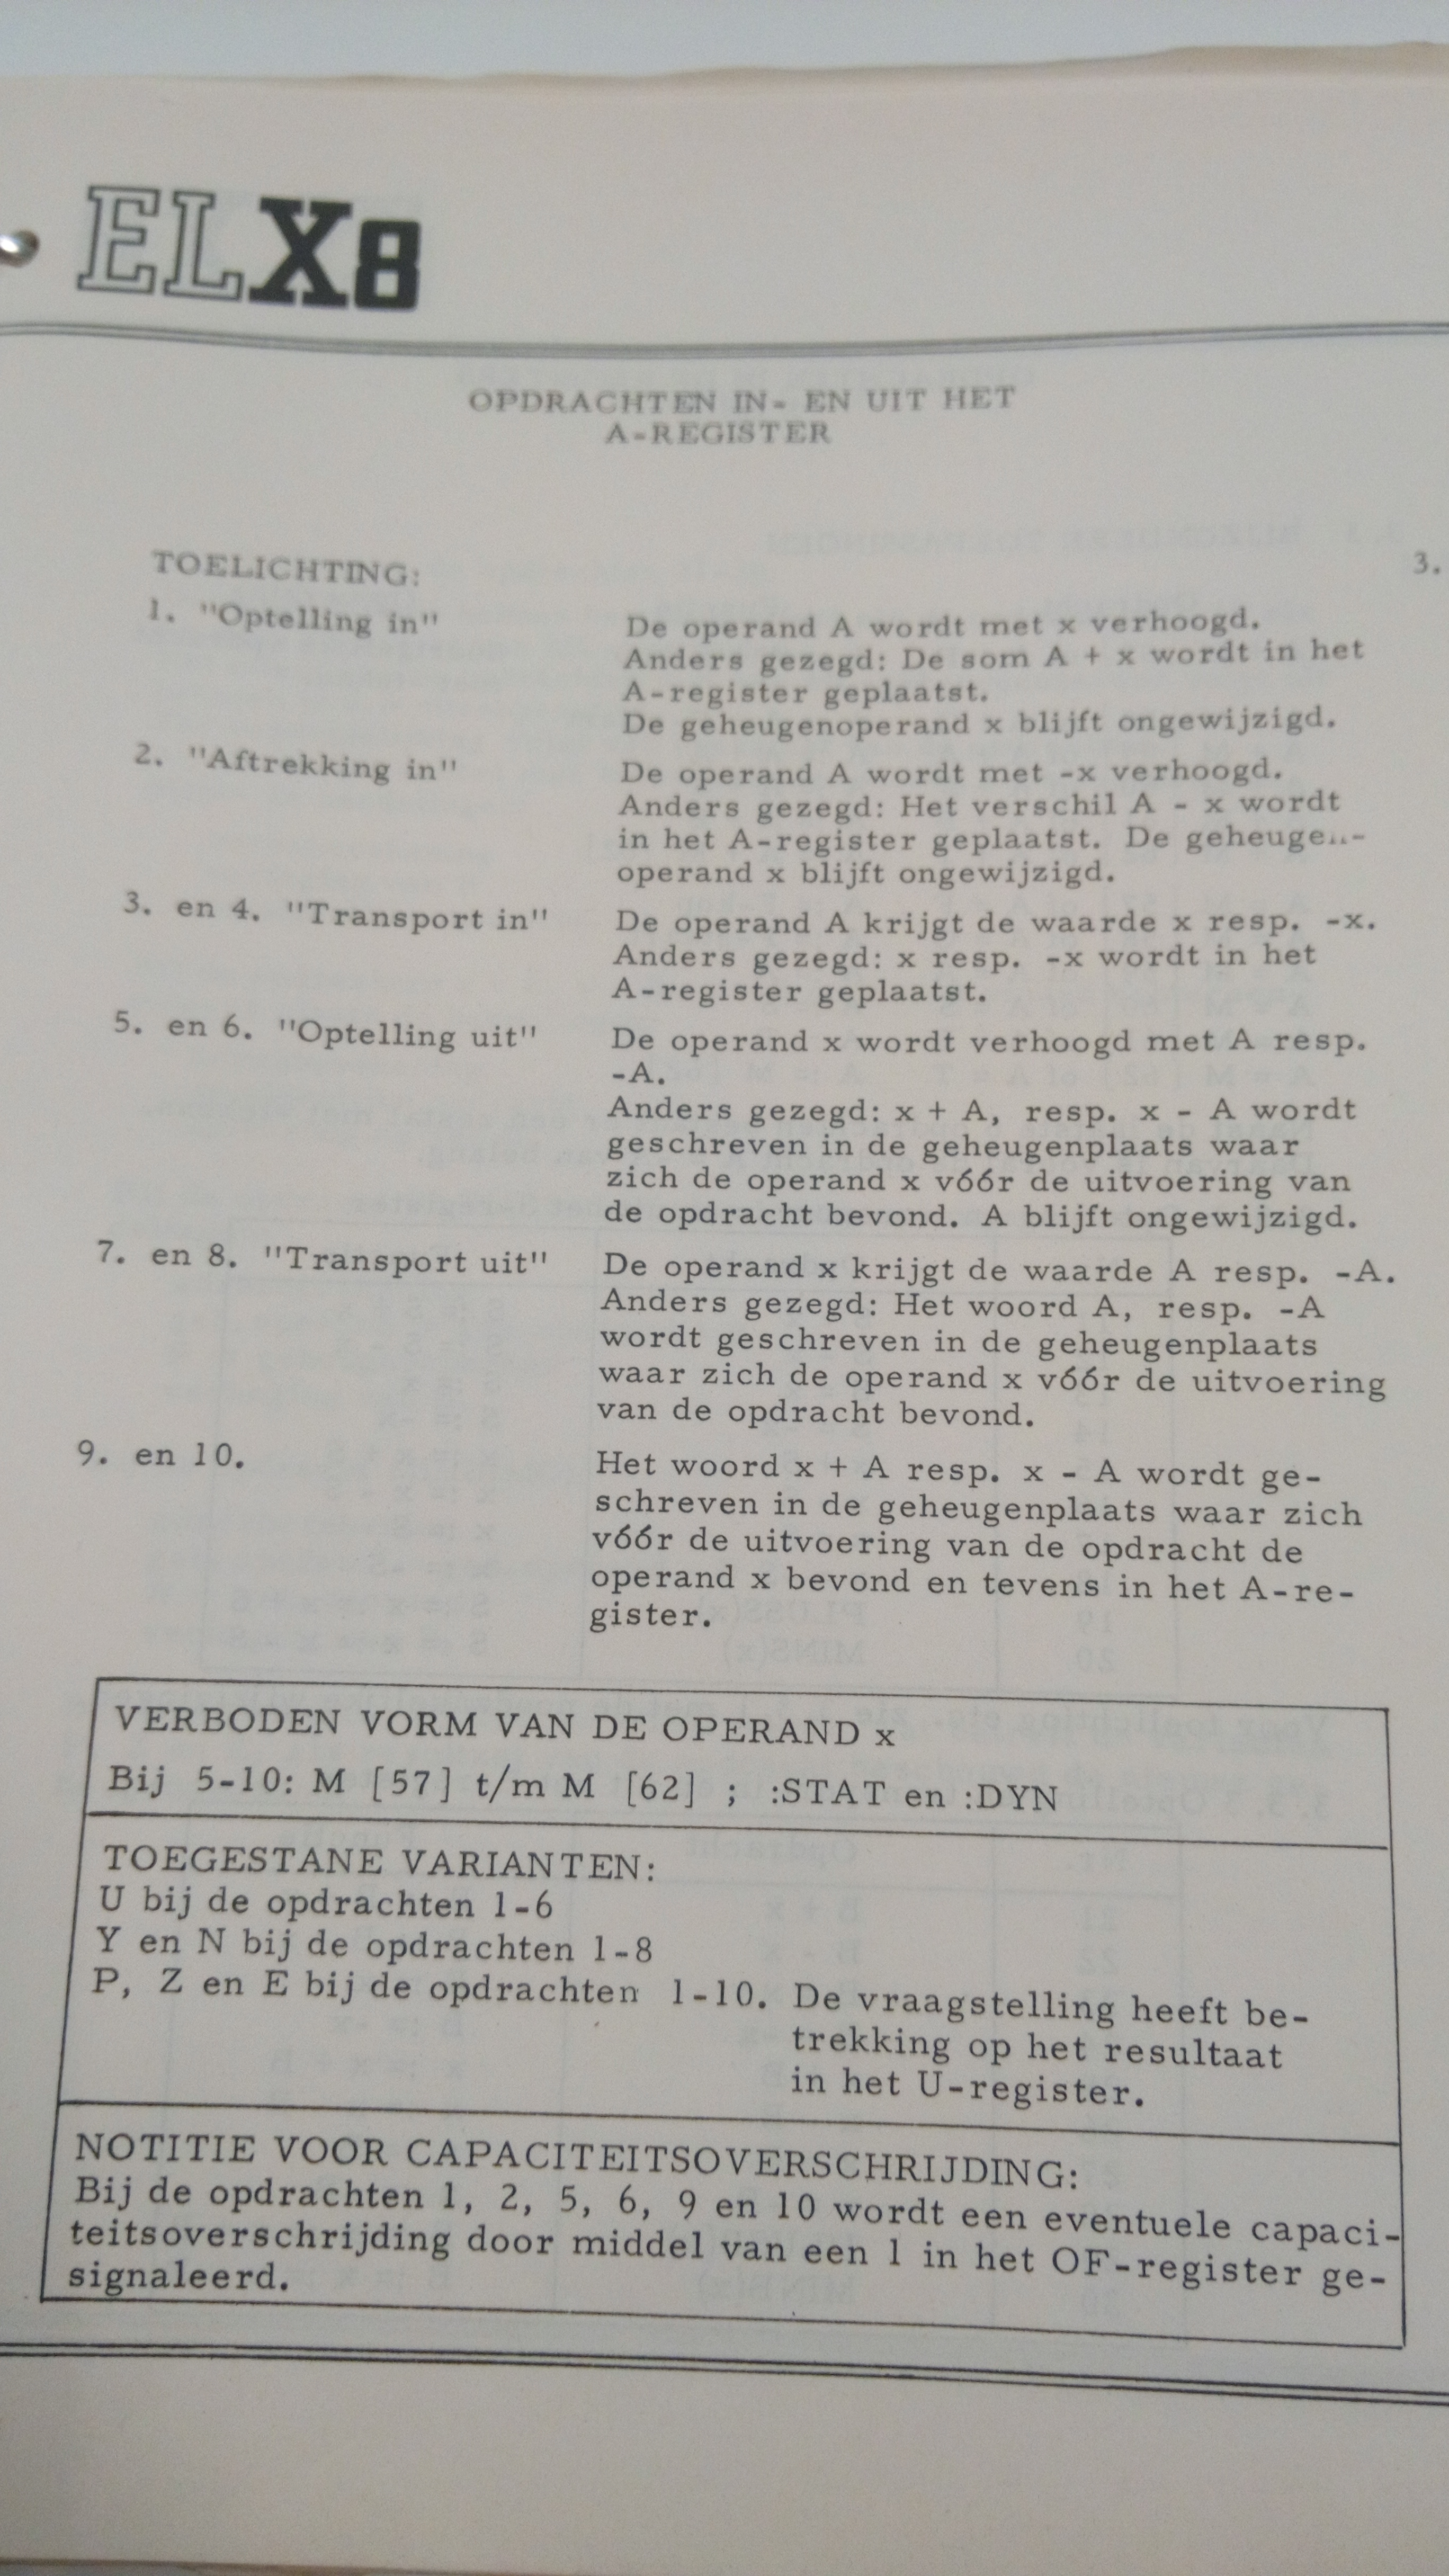 ELX8
OPDRACHTEN IN- EN UIT HET
A-REGISTER
3.
TOELICHTING:
1. "Optelling in"
De operand A wordt met x verhoogd.
Anders gezegd: De som A + x wordt in het
A-register geplaatst.
De geheugenoperand x blijft ongewijzigd.
2. "Aftrekking in"
De operand A wordt met -x verhoogd.
Anders gezegd: Het verschil A - x wordt
in het A-register geplaatst. De geheugen-
operand x blijft ongewijzigd.
3. en 4. "Transport in"
De operand A krijgt de waarde x resp. -x.
Anders gezegd: x resp. -x wordt in het
A-register geplaatst.
5. en 6. "Optelling uit"
De operand x wordt verhoogd met A resp.
-A.
Anders gezegd: x + A, resp. x - A wordt
geschreven in de geheugenplaats waar
zich de operand x vóór de uitvoering van
de opdracht bevond. A blijft ongewijzigd.
7. en 8. "Transport uit"
De operand x krijgt de waarde A resp. -A.
Anders gezegd: Het woord A, resp. -A
wordt geschreven in de geheugenplaats
waar zich de operand x vóór de uitvoering
van de opdracht bevond.
9. en 10.
Het woord x + A resp. x - A wordt ge-
schreven in de geheugenplaats waar zich
vóór de uitvoering van de opdracht de
operand x bevond en tevens in het A-re-
gister.
VERBODEN VORM VAN DE OPERAND x
Bij 5-10: M [57] t/m M [62] ; :STAT en :DYN
TOEGESTANE VARIANTEN:
U bij de opdrachten 1-6
Y en N bij de opdrachten 1-8
P, Z en E bij de opdrachten 1-10. De vraagstelling heeft be-
trekking op het resultaat
in het U-register.
NOTITIE VOOR CAPACITEITSOVERSCHRIJDING:
Bij de opdrachten 1, 2, 5, 6, 9 en 10 wordt een eventuele capaci-
teitsoverschrijding door middel van een 1 in het OF-register ge-
signaleerd.